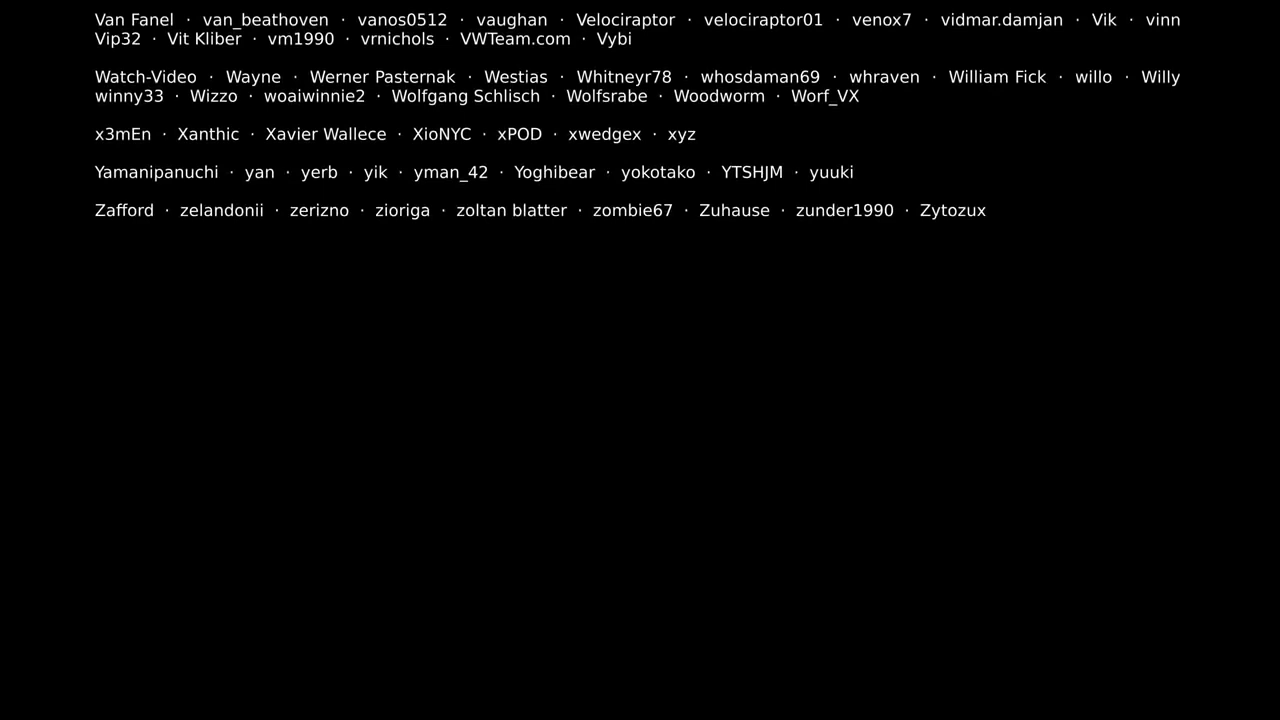 Van Fanel · van_beathoven · vanos0512 · vaughan · Velociraptor · velociraptor01 · venox7 · vidmar.damjan · Vik · vinn
Vip32 · Vit Kliber · vm1990 · vrnichols · VWTeam.com · Vybi
Watch-Video · Wayne · Werner Pasternak · Westias · Whitneyr78 · whosdaman69 · whraven · William Fick · willo · Willy
winny33 · Wizzo · woaiwinnie2 · Wolfgang Schlisch · Wolfsrabe · Woodworm · Worf_VX
x3mEn · Xanthic · Xavier Wallece · XioNYC · xPOD · xwedgex · xyz
Yamanipanuchi · yan · yerb · yik · yman_42 · Yoghibear · yokotako · YTSHJM · yuuki
Zafford · zelandonii · zerizno · zioriga · zoltan blatter · zombie67 · Zuhause · zunder1990 · Zytozux